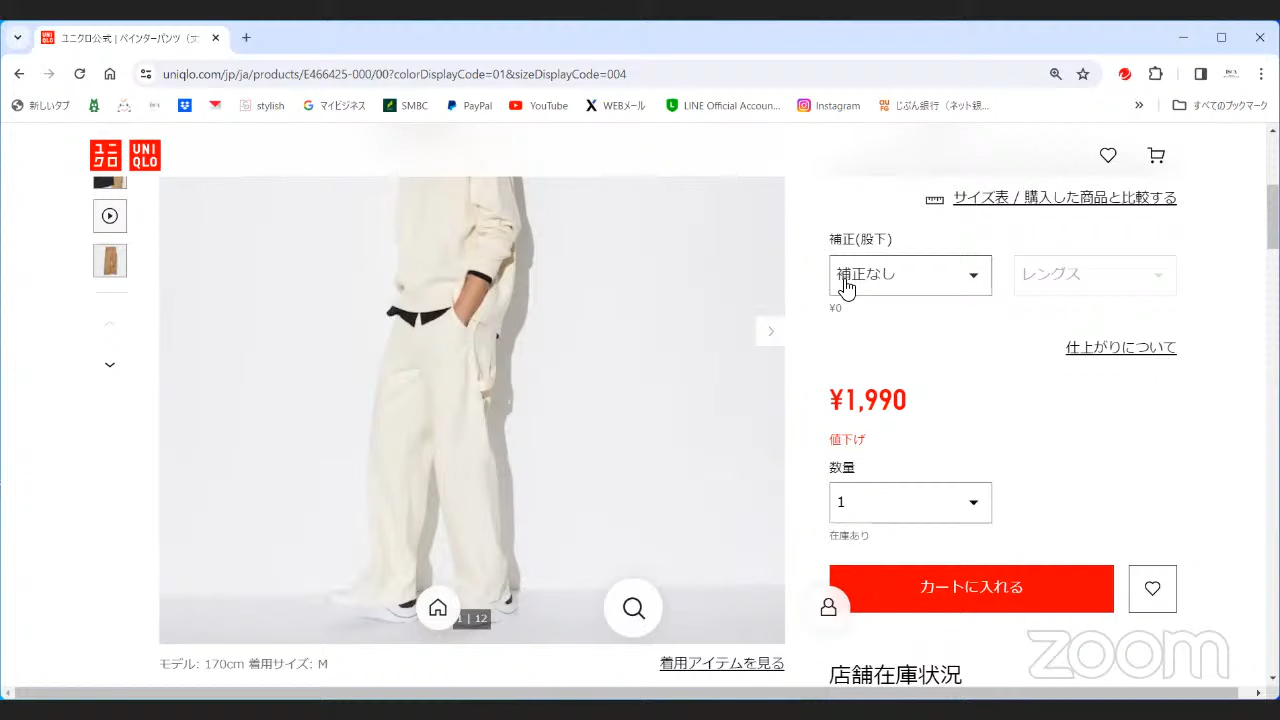 ユニクロ公式 | ペインターパンツ
uniqlo.com/jp/ja/products/E466425-000/00?colorDisplayCode=01&sizeDisplayCode=004
新しいタブ
stylish
マイビジネス
SMBC
PayPal
YouTube
WEBメール
LINE Official Accoun...
Instagram
じぶん銀行（ネット銀...
すべてのブックマーク
ユニクロ
UNIQLO
サイズ表 / 購入した商品と比較する
補正(股下)
補正なし
レングス
¥0
仕上がりについて
¥1,990
値下げ
数量
1
在庫あり
カートに入れる
| 12
モデル: 170cm 着用サイズ: M
着用アイテムを見る
店舗在庫状況
zoom